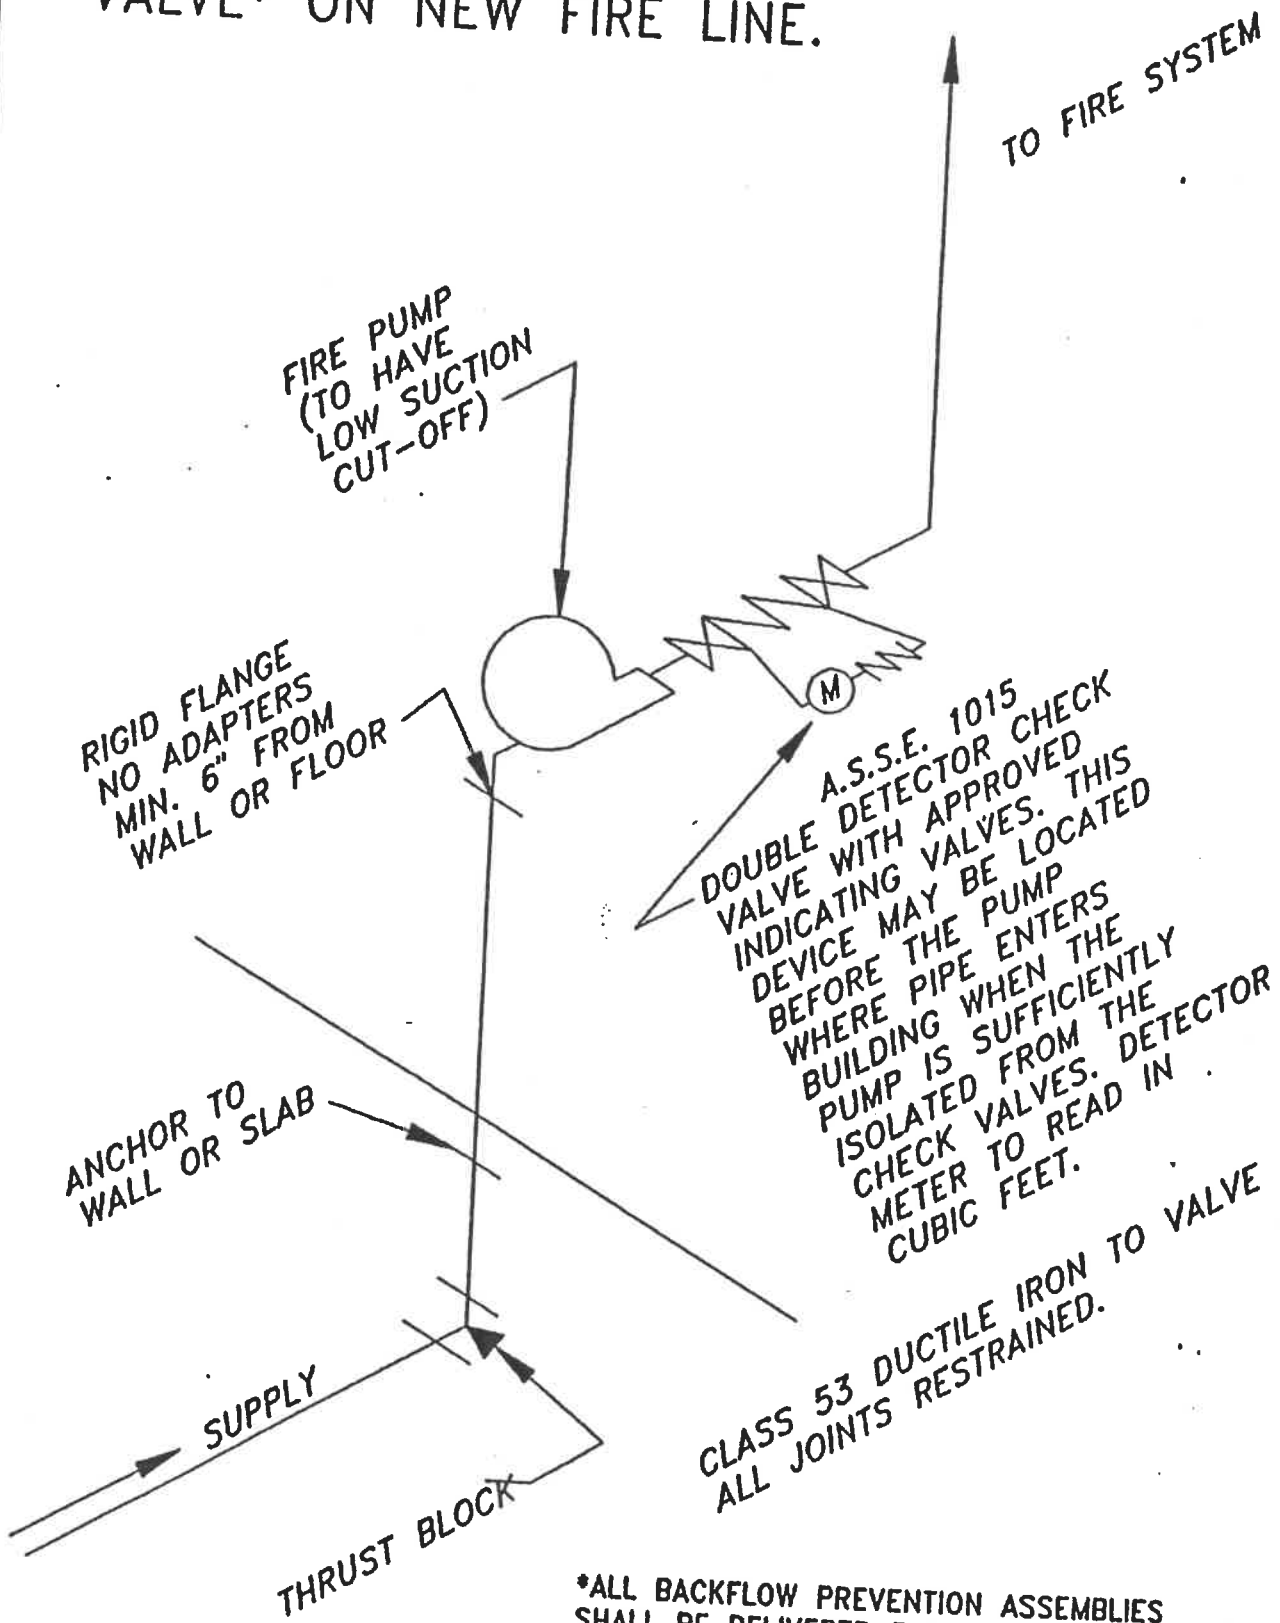 VALVE* ON NEW FIRE LINE.
TO FIRE SYSTEM
FIRE PUMP
(TO HAVE
LOW SUCTION
CUT-OFF)
RIGID FLANGE
NO ADAPTERS
MIN. 6" FROM
WALL OR FLOOR
M
A.S.S.E. 1015
DOUBLE DETECTOR CHECK
VALVE WITH APPROVED
INDICATING VALVES. THIS
DEVICE MAY BE LOCATED
BEFORE THE PUMP
WHERE PIPE ENTERS
BUILDING WHEN THE
PUMP IS SUFFICIENTLY
ISOLATED FROM THE
CHECK VALVES. DETECTOR
METER TO READ IN
CUBIC FEET.
ANCHOR TO
WALL OR SLAB
SUPPLY
CLASS 53 DUCTILE IRON TO VALVE
ALL JOINTS RESTRAINED.
THRUST BLOCK
*ALL BACKFLOW PREVENTION ASSEMBLIES
SHALL BE DELIVERED